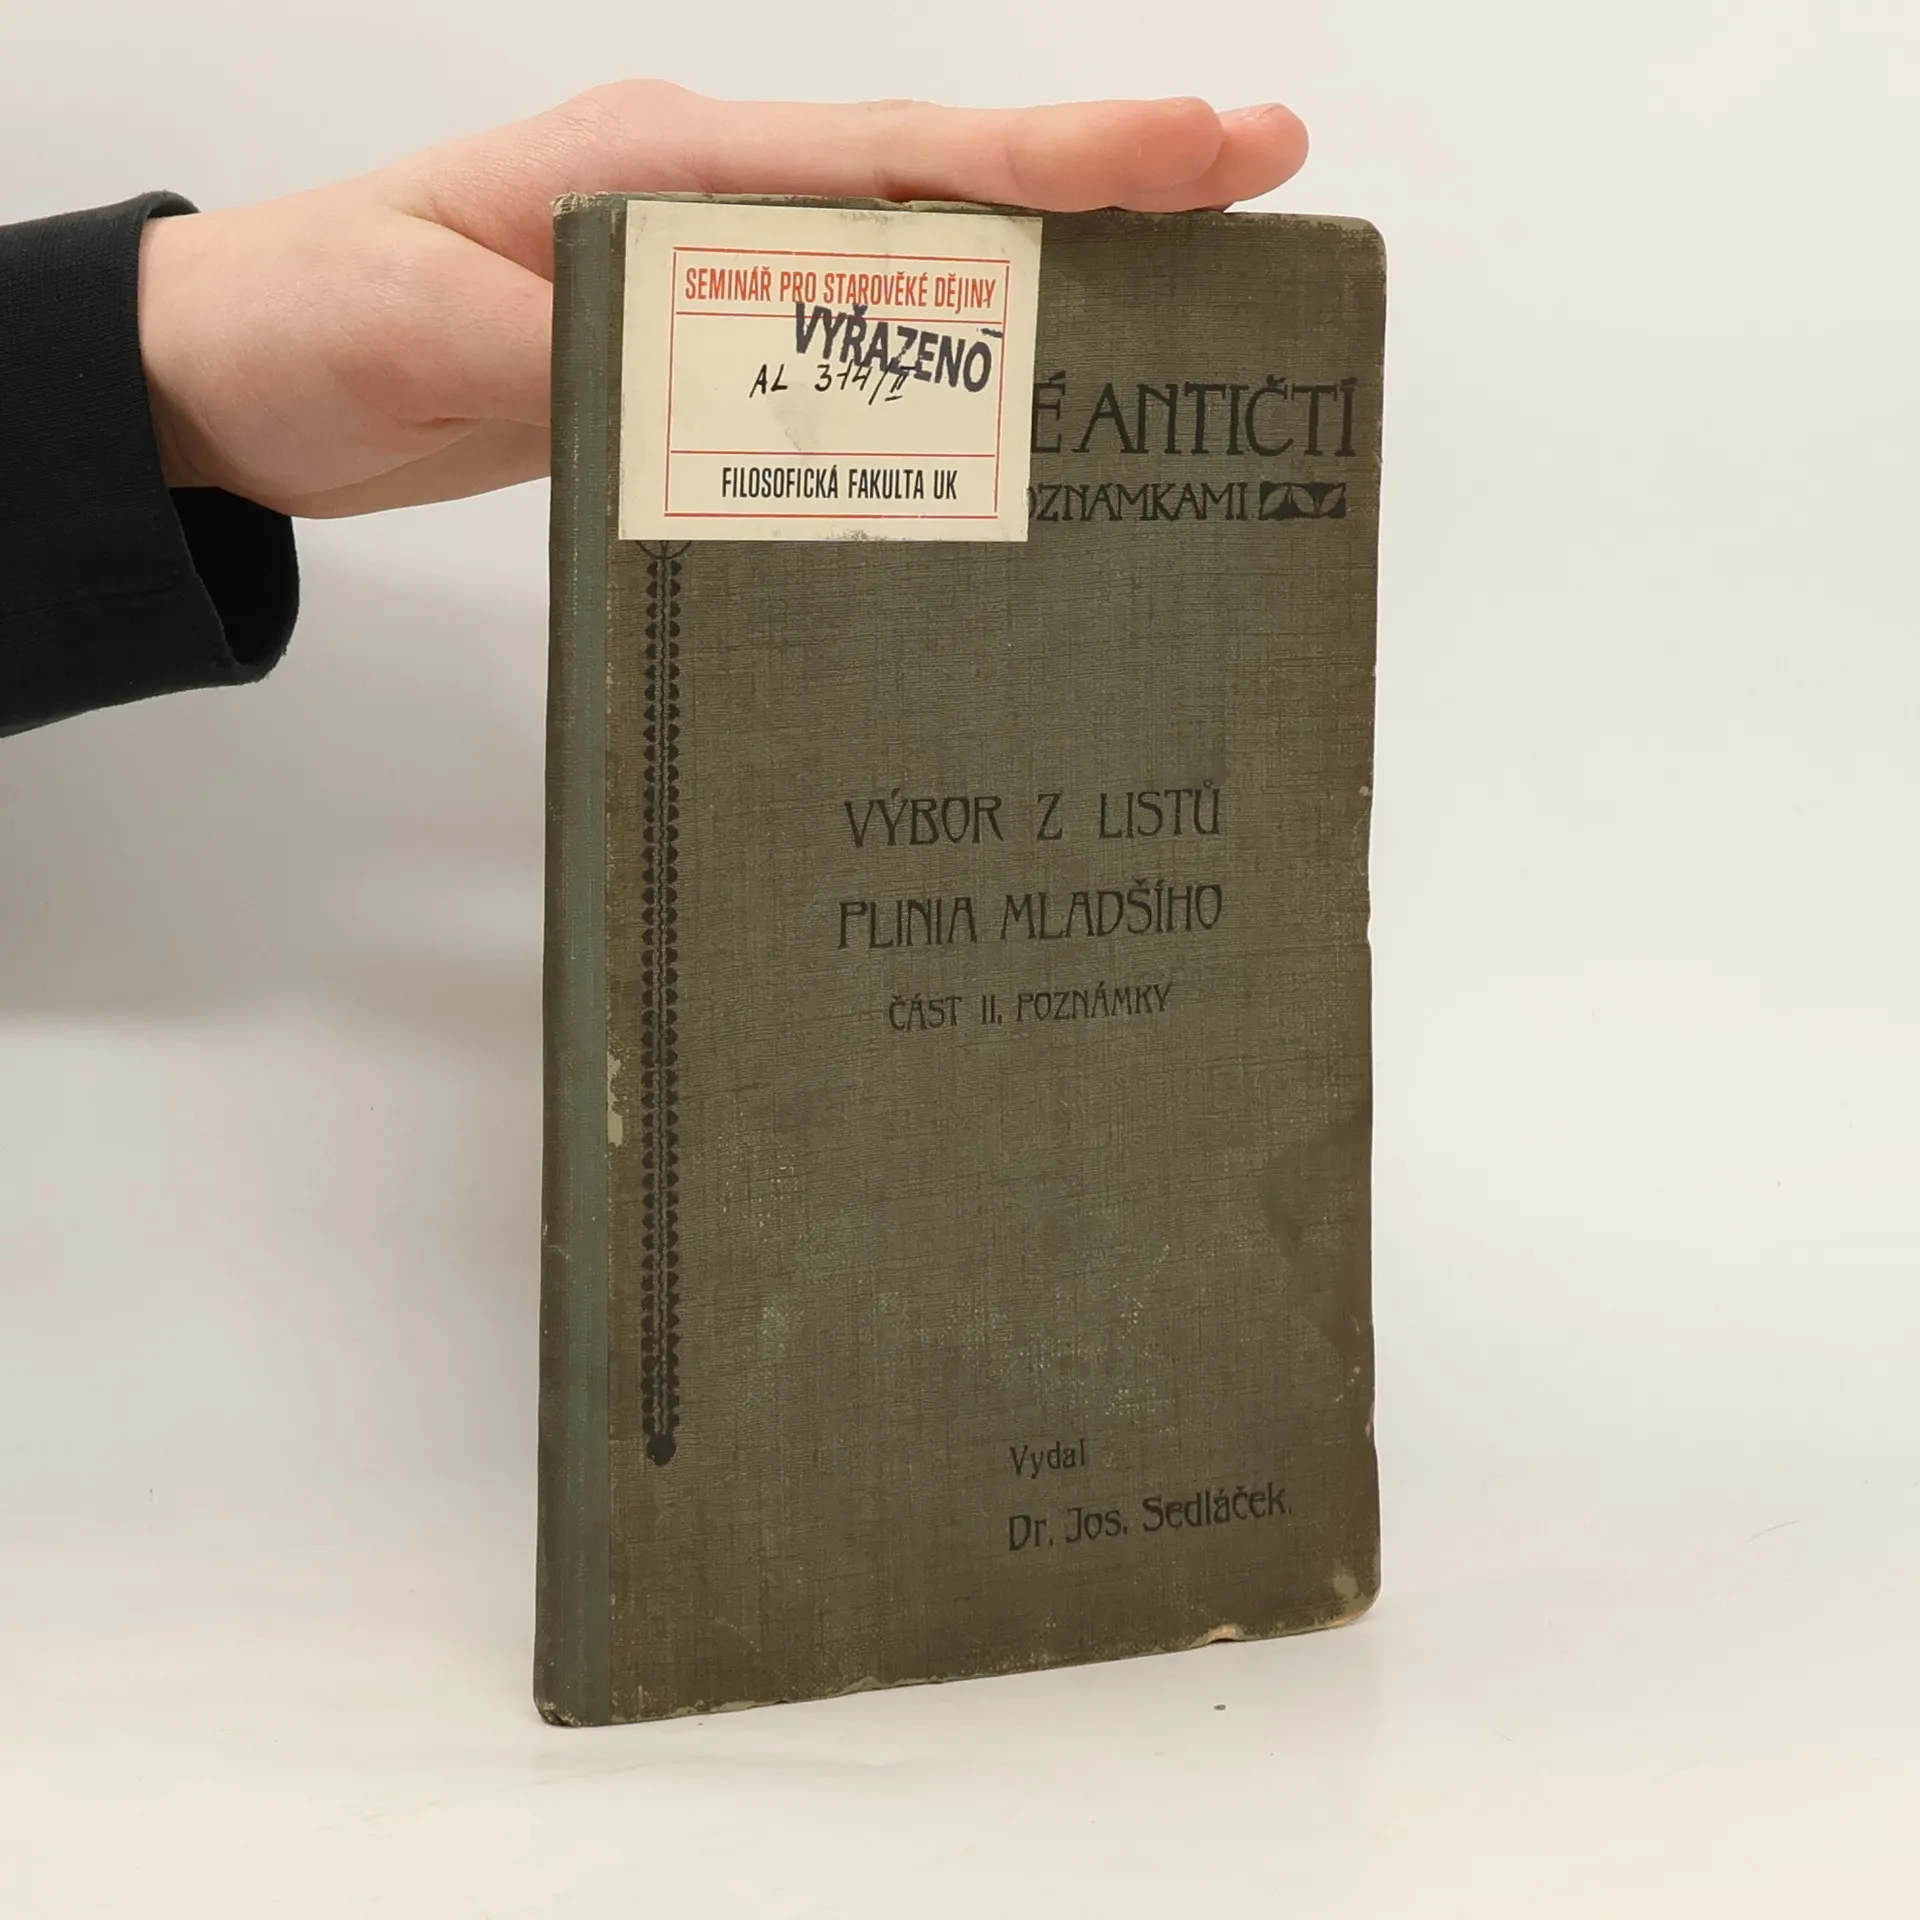 SEMINÁŘ PRO STAROVĚKÉ DĚJINY
VYŘAZENO
AL 314/II
FILOSOFICKÁ FAKULTA UK
É ANTIČTÍ
OZNÁMKAMI
VÝBOR Z LISTŮ
PLINIA MLADŠÍHO
ČÁST II. POZNÁMKY
Vydal
Dr. Jos. Sedláček.